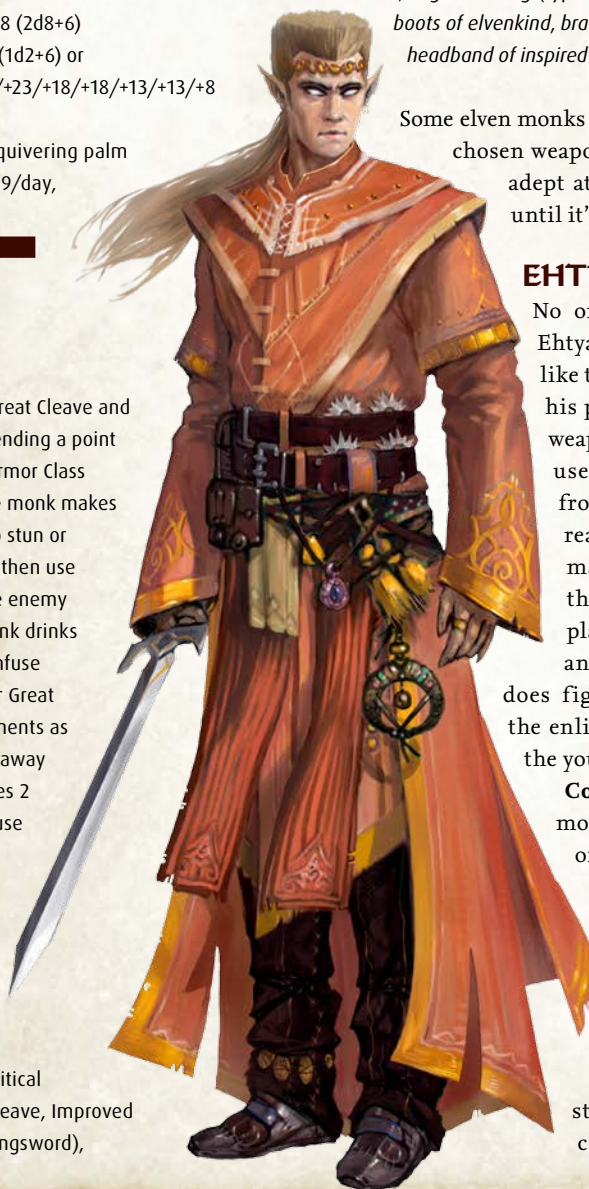 8 (2d8+6)
(1d2+6) or
/+23/+18/+18/+13/+13/+8
quivering palm
9/day,
Great Cleave and
ending a point
Armor Class
e monk makes
stun or
then use
e enemy
nk drinks
nfuse
r Great
ments as
away
es 2
use
itical
leave, Improved
ngsword),
boots of elvenkind, bra
headband of inspired
Some elven monks
chosen weapo
adept at
until it’
EHT
No o
Ehtya
like t
his p
weap
use
fro
rea
m
th
pla
an
does fig
the enli
the you
Co
mo
o
st
c